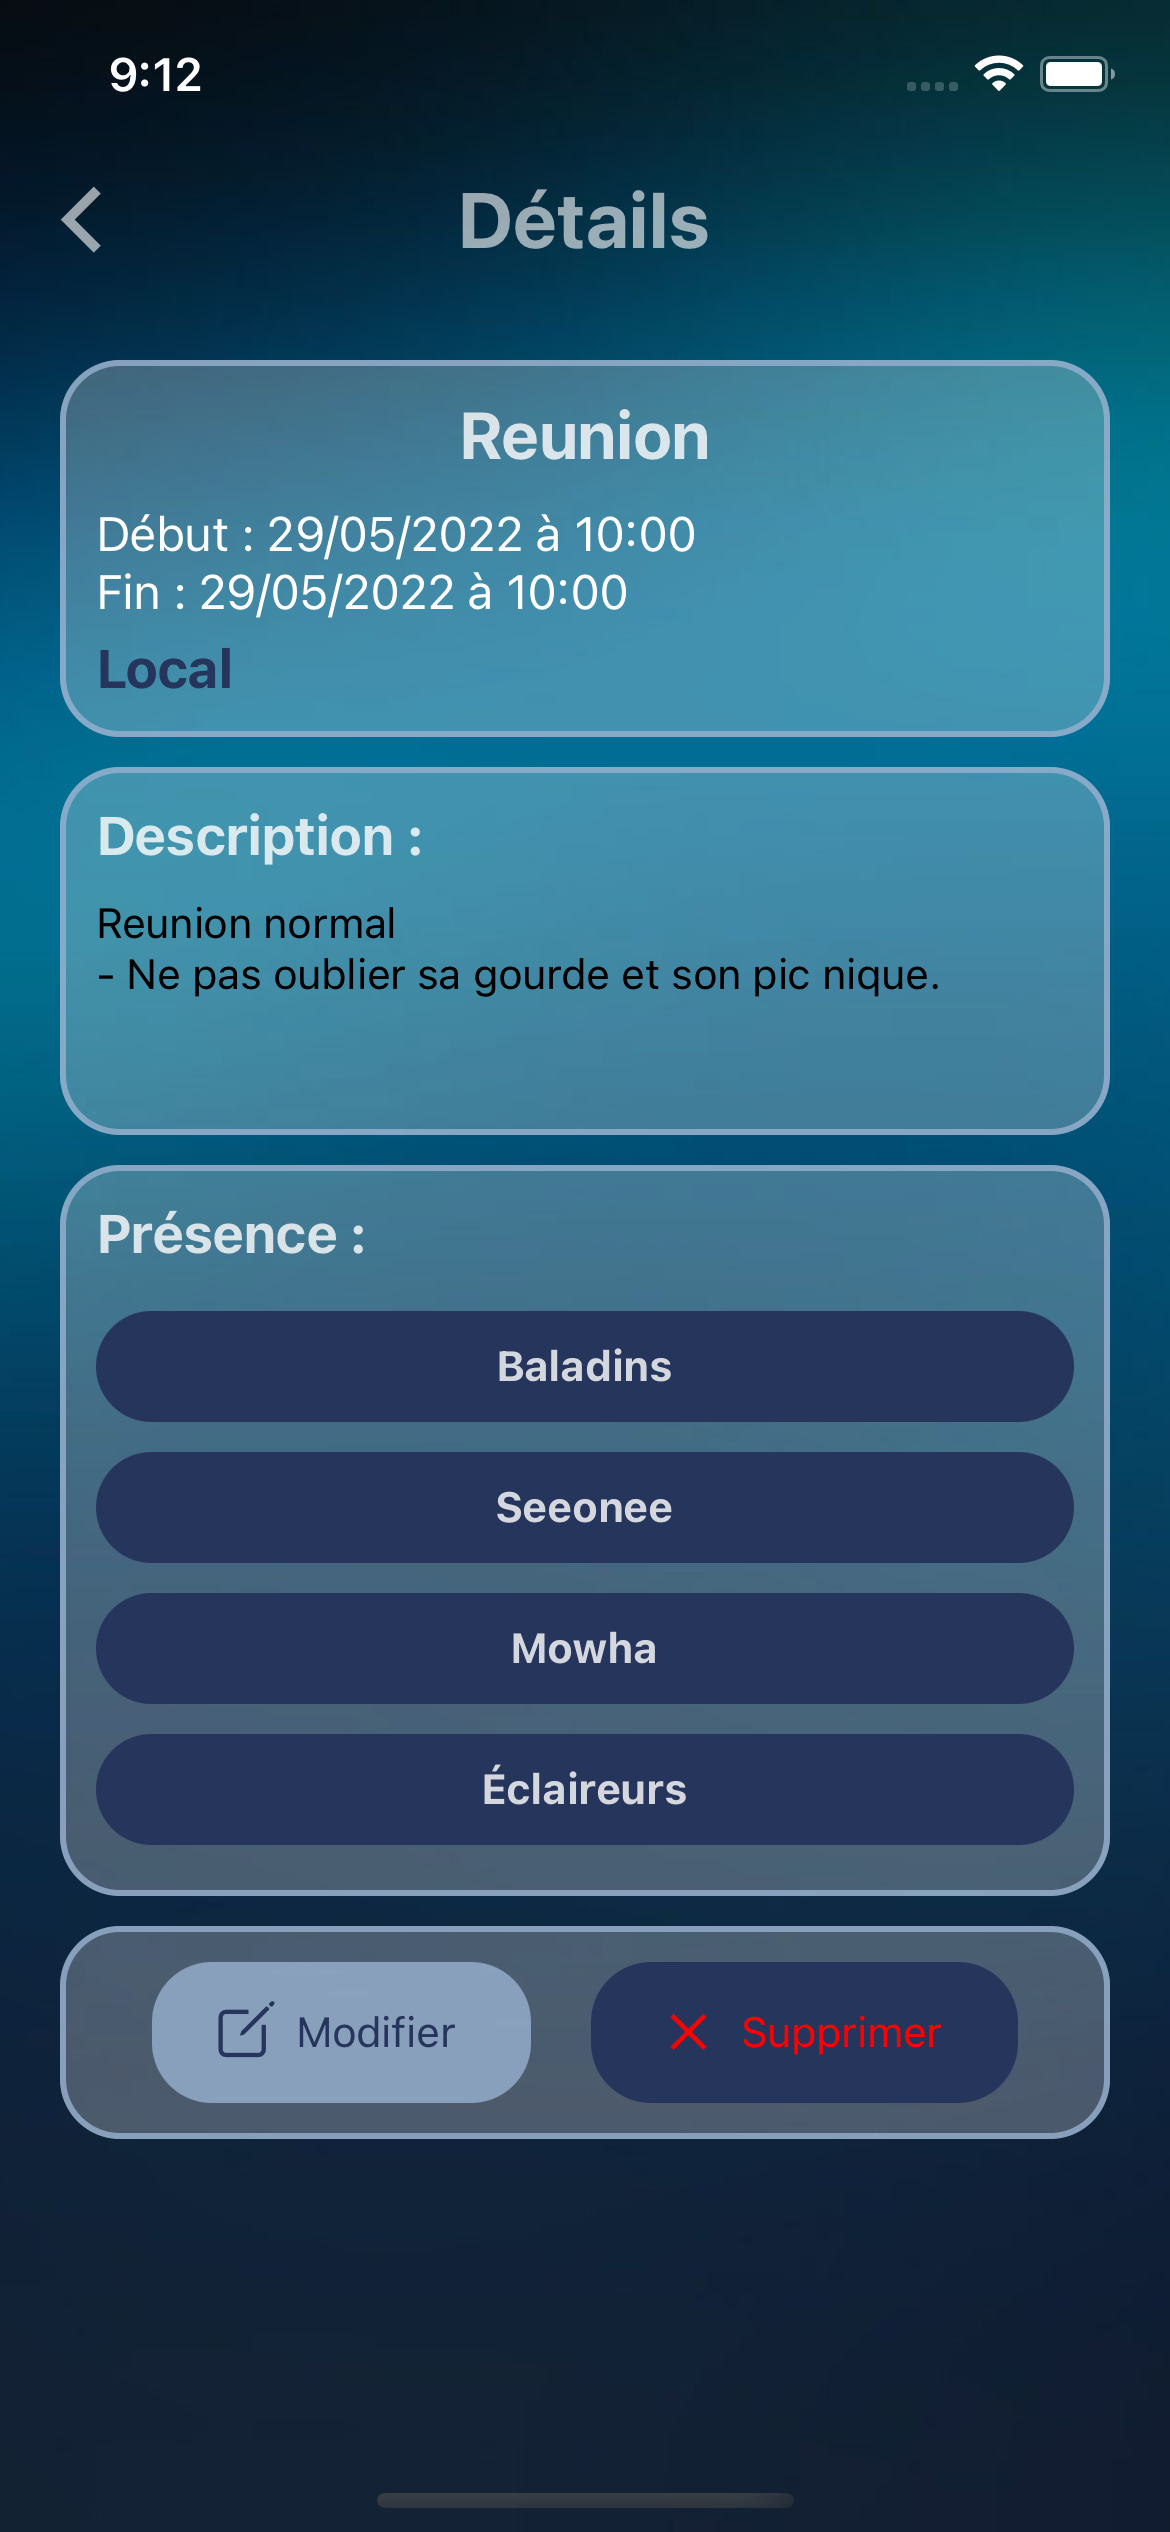 9:12
Détails
Reunion
Début : 29/05/2022 à 10:00
Fin : 29/05/2022 à 10:00
Local
Description :
Reunion normal
- Ne pas oublier sa gourde et son pic nique.
Présence :
Baladins
Seeonee
Mowha
Éclaireurs
Modifier
Supprimer